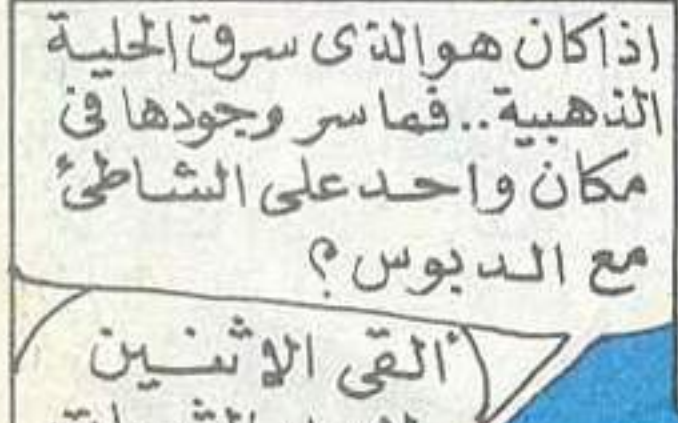 اذا كان هو الذى سرق الحلية
الذهبية.. فما سر وجودها فى
مكان واحد على الشاطئ
مع الدبوس؟
ألقى الاثنين